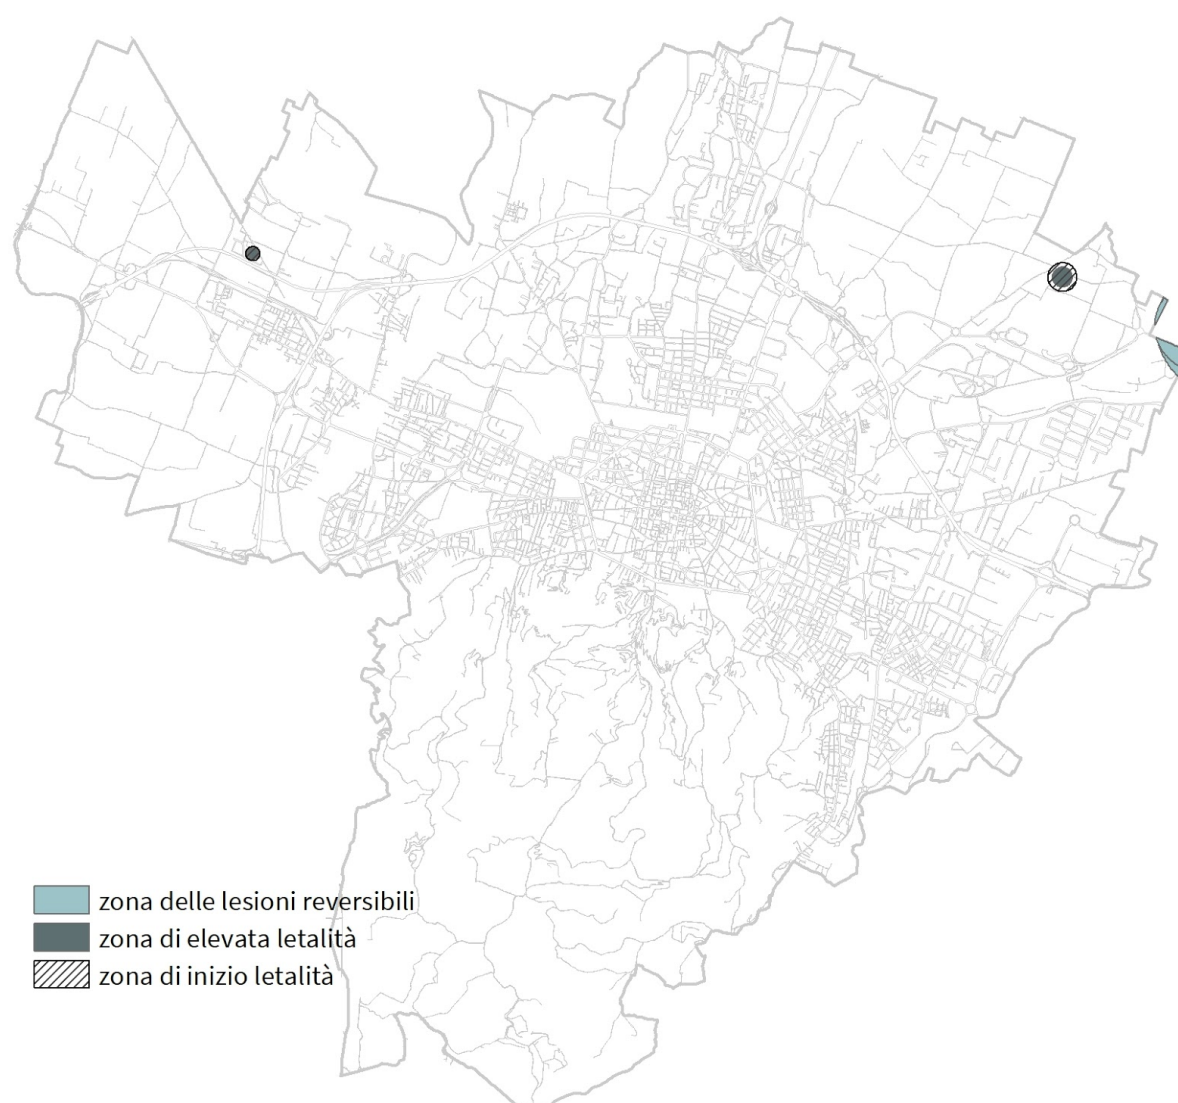 zona delle lesioni reversibili
zona di elevata letalità
zona di inizio letalità